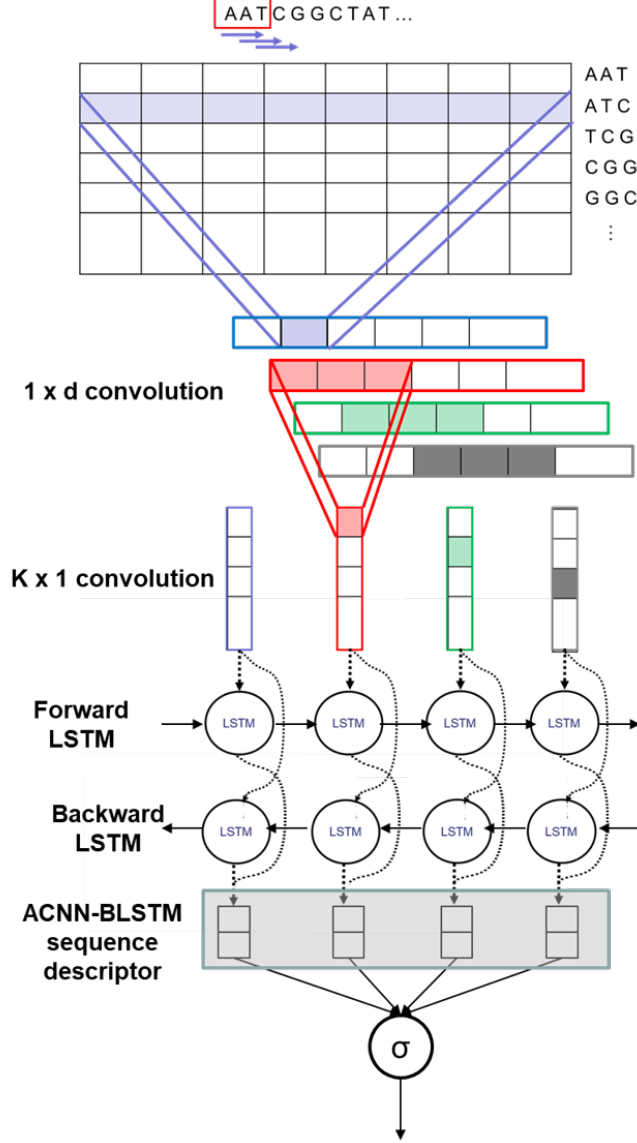 AATCGGCTAT...
AAT
ATC
TCG
CGG
GGC
⋮
1 x d convolution
K x 1 convolution
Forward
LSTM
LSTM LSTM LSTM LSTM
Backward
LSTM
LSTM LSTM LSTM LSTM
ACNN-BLSTM
sequence
descriptor
σ